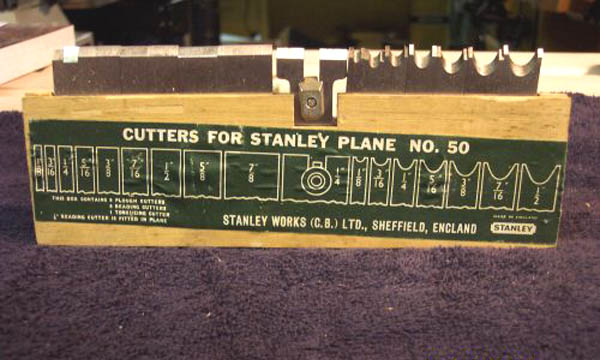 CUTTERS FOR STANLEY PLANE NO. 50
1/8 3/16 1/4 5/16 3/8 7/16" 1/2 5/8 7/8 1/4 1/8 3/16 1/4" 5/16 3/8 7/16" 1/2
THIS BOX CONTAINS 9 PLOUGH CUTTERS
8 BEADING CUTTERS
1 TONGUING CUTTER
BEADING CUTTER IS FITTED IN PLANE
STANLEY WORKS (G.B.) LTD., SHEFFIELD, ENGLAND
MADE IN ENGLAND
STANLEY